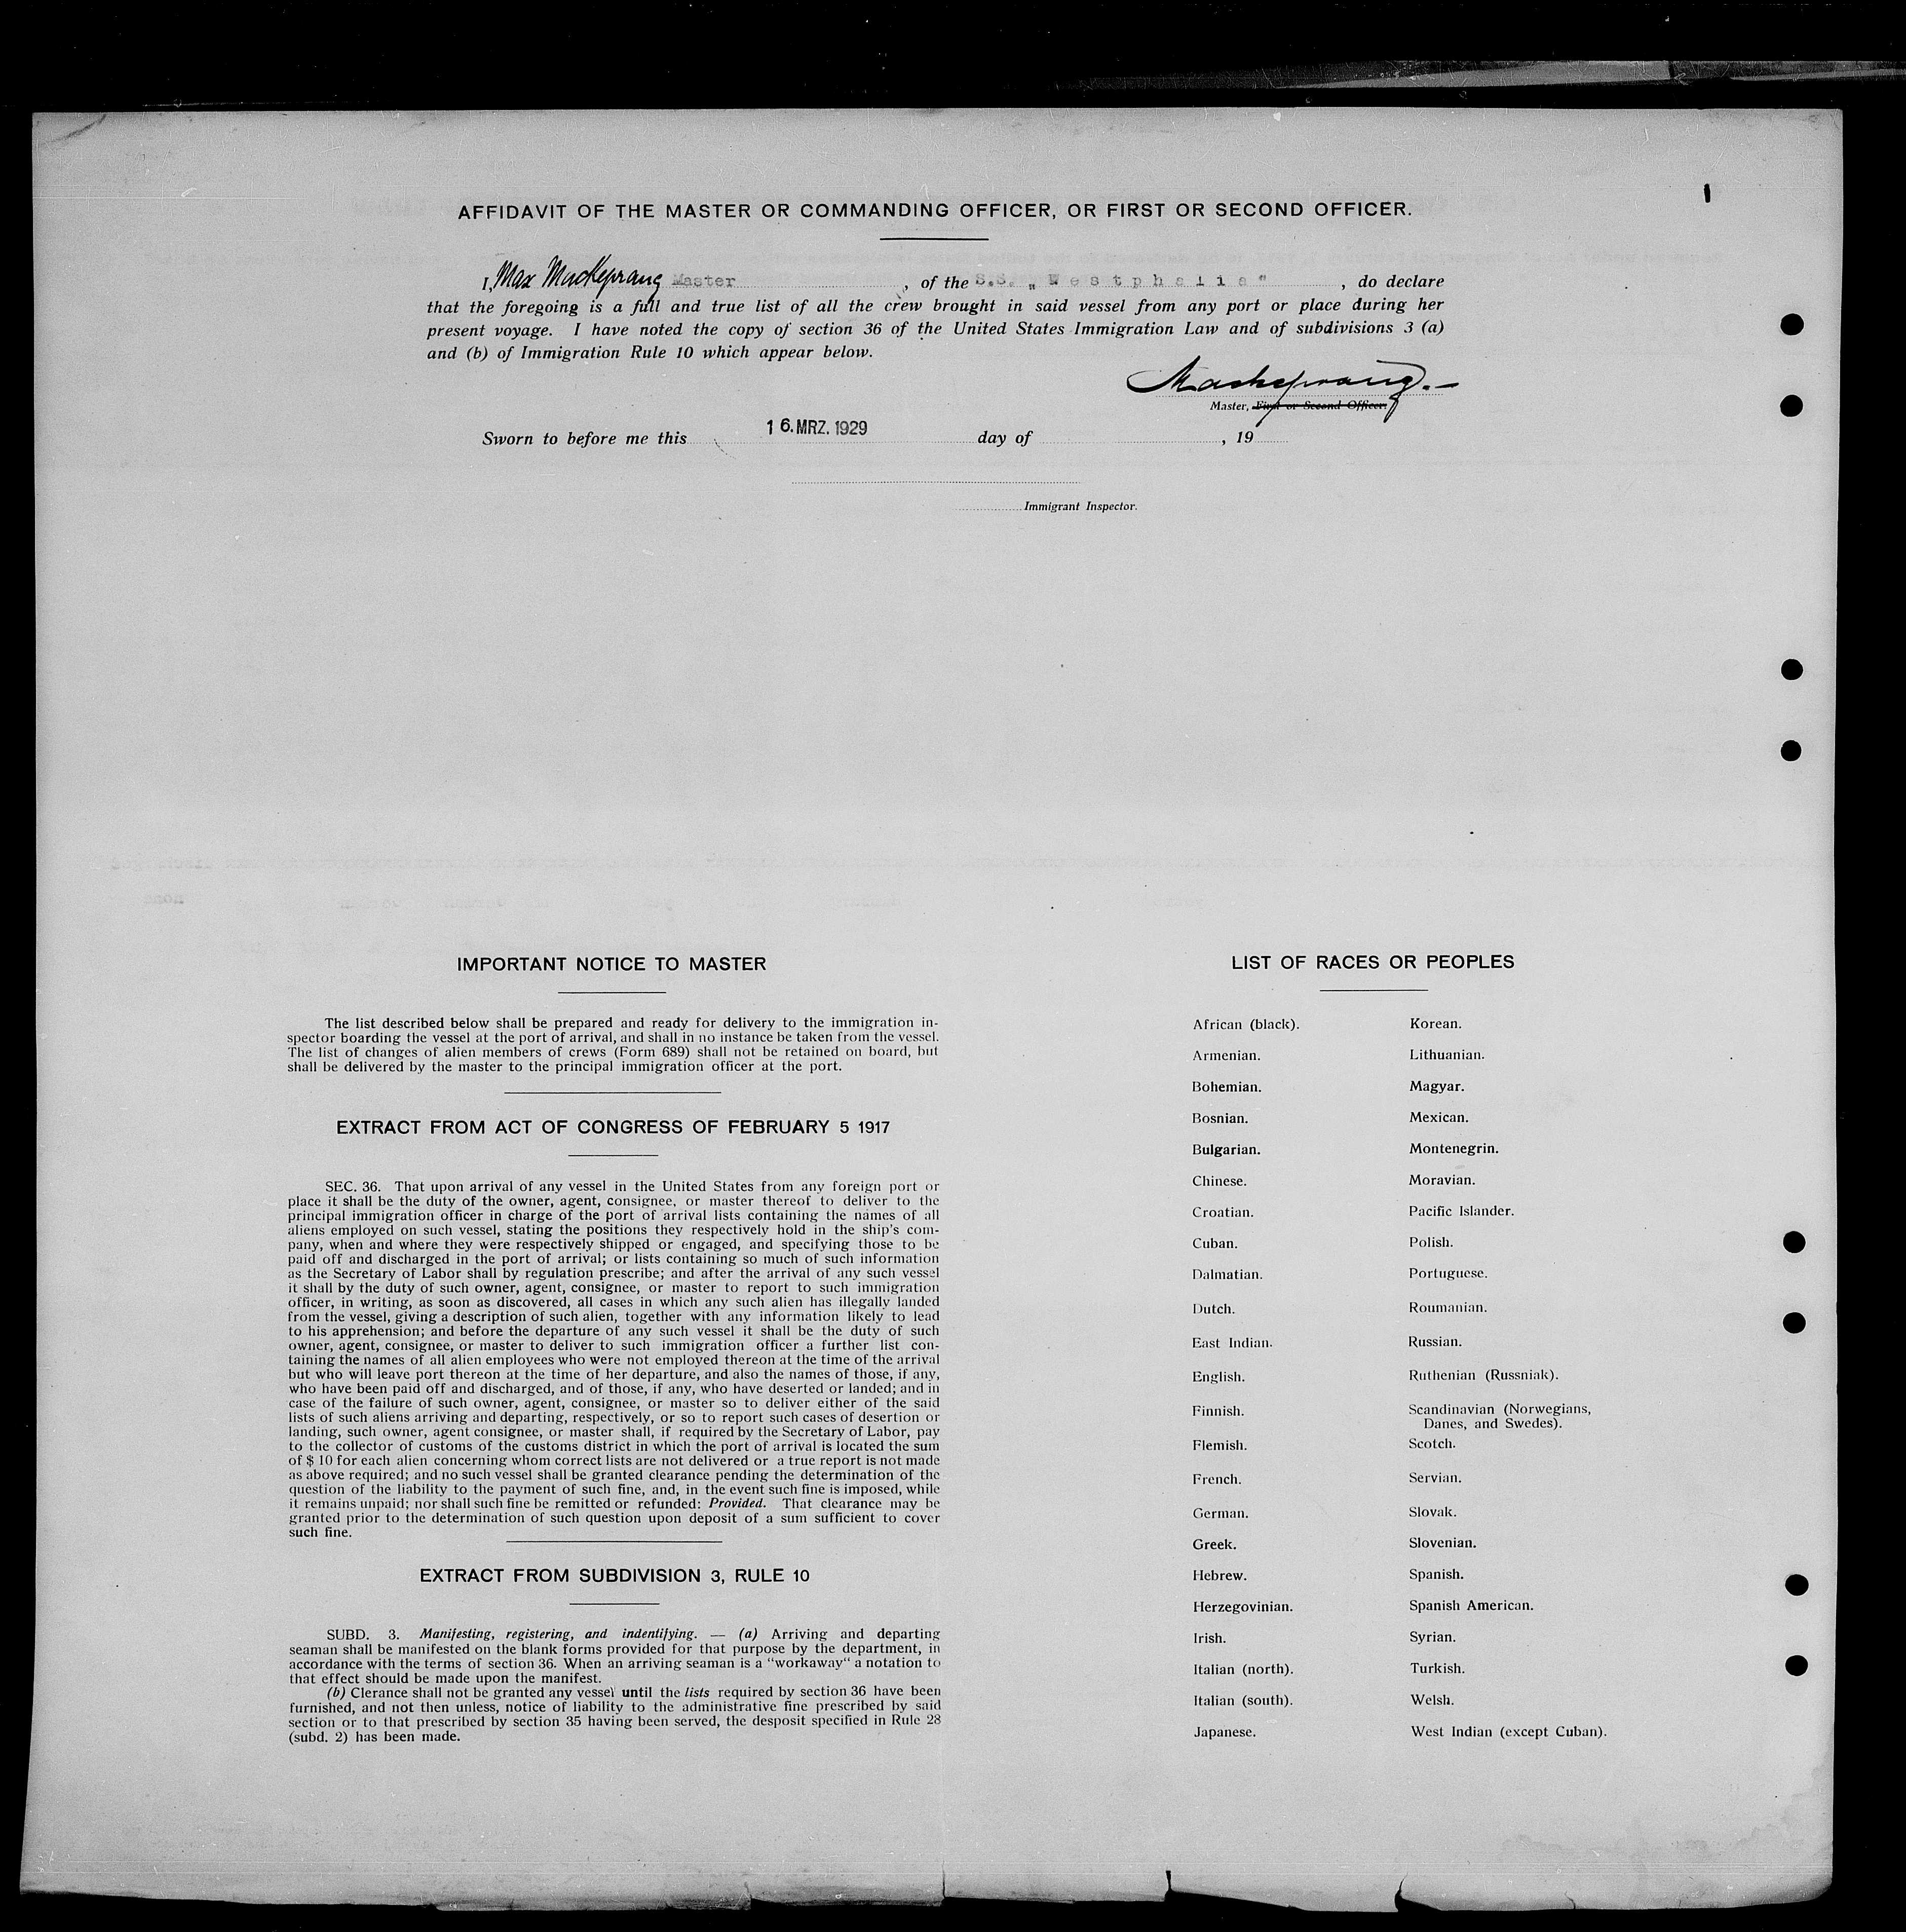 AFFIDAVIT OF THE MASTER OR COMMANDING OFFICER, OR FIRST OR SECOND OFFICER.
1
I, Max Mackeprang Master, of the S.S. „Westphalia", do declare
that the foregoing is a full and true list of all the crew brought in said vessel from any port or place during her
present voyage. I have noted the copy of section 36 of the United States Immigration Law and of subdivisions 3 (a)
and (b) of Immigration Rule 10 which appear below.
Mackeprang.
Master, First or Second Officer.
Sworn to before me this 16. MRZ. 1929 day of , 19
Immigrant Inspector.
IMPORTANT NOTICE TO MASTER
The list described below shall be prepared and ready for delivery to the immigration in-
spector boarding the vessel at the port of arrival, and shall in no instance be taken from the vessel.
The list of changes of alien members of crews (Form 689) shall not be retained on board, but
shall be delivered by the master to the principal immigration officer at the port.
EXTRACT FROM ACT OF CONGRESS OF FEBRUARY 5 1917
SEC. 36. That upon arrival of any vessel in the United States from any foreign port or
place it shall be the duty of the owner, agent, consignee, or master thereof to deliver to the
principal immigration officer in charge of the port of arrival lists containing the names of all
aliens employed on such vessel, stating the positions they respectively hold in the ship's com-
pany, when and where they were respectively shipped or engaged, and specifying those to be
paid off and discharged in the port of arrival; or lists containing so much of such information
as the Secretary of Labor shall by regulation prescribe; and after the arrival of any such vessel
it shall by the duty of such owner, agent, consignee, or master to report to such immigration
officer, in writing, as soon as discovered, all cases in which any such alien has illegally landed
from the vessel, giving a description of such alien, together with any information likely to lead
to his apprehension; and before the departure of any such vessel it shall be the duty of such
owner, agent, consignee, or master to deliver to such immigration officer a further list con-
taining the names of all alien employees who were not employed thereon at the time of the arrival
but who will leave port thereon at the time of her departure, and also the names of those, if any,
who have been paid off and discharged, and of those, if any, who have deserted or landed; and in
case of the failure of such owner, agent, consignee, or master so to deliver either of the said
lists of such aliens arriving and departing, respectively, or so to report such cases of desertion or
landing, such owner, agent consignee, or master shall, if required by the Secretary of Labor, pay
to the collector of customs of the customs district in which the port of arrival is located the sum
of $ 10 for each alien concerning whom correct lists are not delivered or a true report is not made
as above required; and no such vessel shall be granted clearance pending the determination of the
question of the liability to the payment of such fine, and, in the event such fine is imposed, while
it remains unpaid; nor shall such fine be remitted or refunded: Provided. That clearance may be
granted prior to the determination of such question upon deposit of a sum sufficient to cover
such fine.
EXTRACT FROM SUBDIVISION 3, RULE 10
SUBD. 3. Manifesting, registering, and indentifying. — (a) Arriving and departing
seaman shall be manifested on the blank forms provided for that purpose by the department, in
accordance with the terms of section 36. When an arriving seaman is a "workaway" a notation to
that effect should be made upon the manifest.
(b) Clerance shall not be granted any vessel until the lists required by section 36 have been
furnished, and not then unless, notice of liability to the administrative fine prescribed by said
section or to that prescribed by section 35 having been served, the desposit specified in Rule 28
(subd. 2) has been made.
LIST OF RACES OR PEOPLES
African (black).
Armenian.
Bohemian.
Bosnian.
Bulgarian.
Chinese.
Croatian.
Cuban.
Dalmatian.
Dutch.
East Indian.
English.
Finnish.
Flemish.
French.
German.
Greek.
Hebrew.
Herzegovinian.
Irish.
Italian (north).
Italian (south).
Japanese.
Korean.
Lithuanian.
Magyar.
Mexican.
Montenegrin.
Moravian.
Pacific Islander.
Polish.
Portuguese.
Roumanian.
Russian.
Ruthenian (Russniak).
Scandinavian (Norwegians,
Danes, and Swedes).
Scotch.
Servian.
Slovak.
Slovenian.
Spanish.
Spanish American.
Syrian.
Turkish.
Welsh.
West Indian (except Cuban).